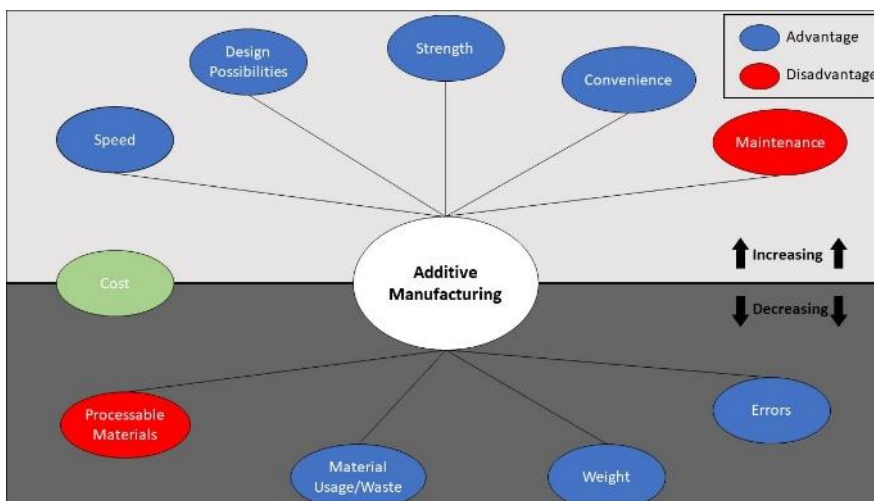 Design
Possibilities
Strength
Convenience
Advantage
Disadvantage
Speed
Maintenance
Cost
Additive
Manufacturing
Increasing
Decreasing
Processable
Materials
Material
Usage/Waste
Weight
Errors